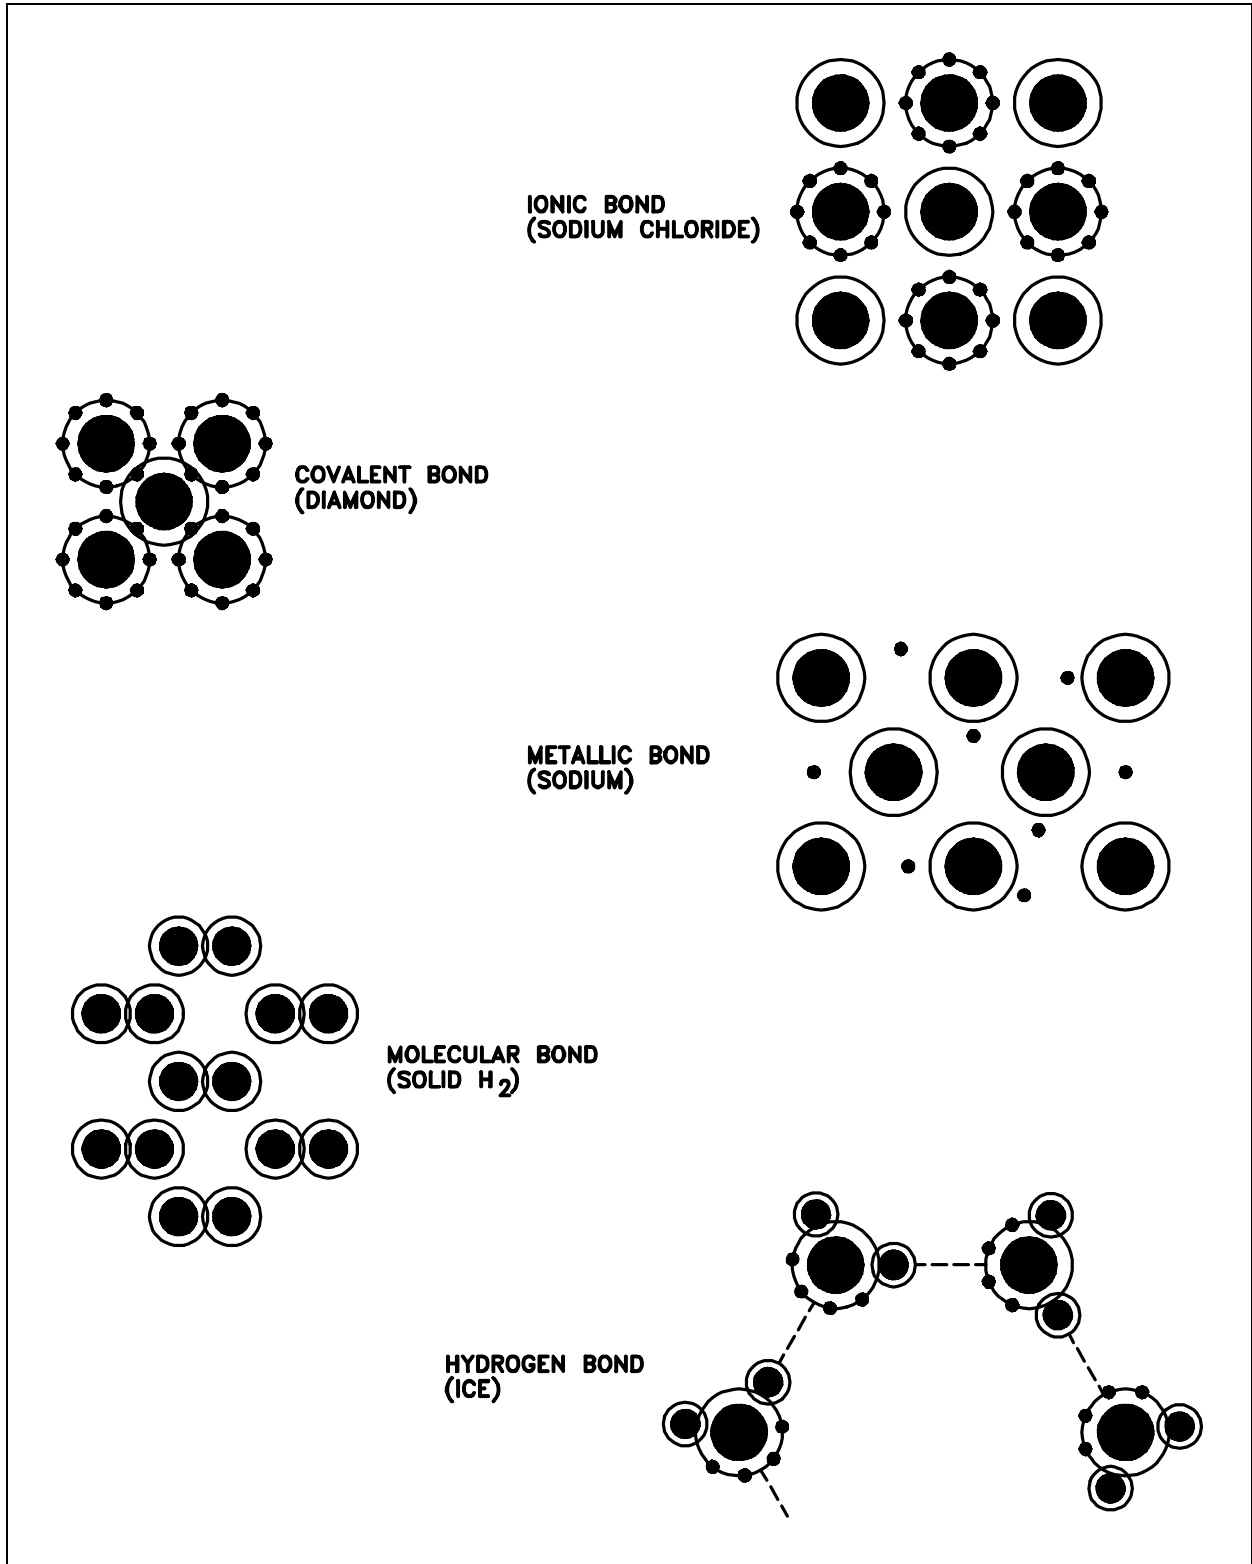 IONIC BOND
(SODIUM CHLORIDE)
COVALENT BOND
(DIAMOND)
METALLIC BOND
(SODIUM)
MOLECULAR BOND
(SOLID H2)
HYDROGEN BOND
(ICE)